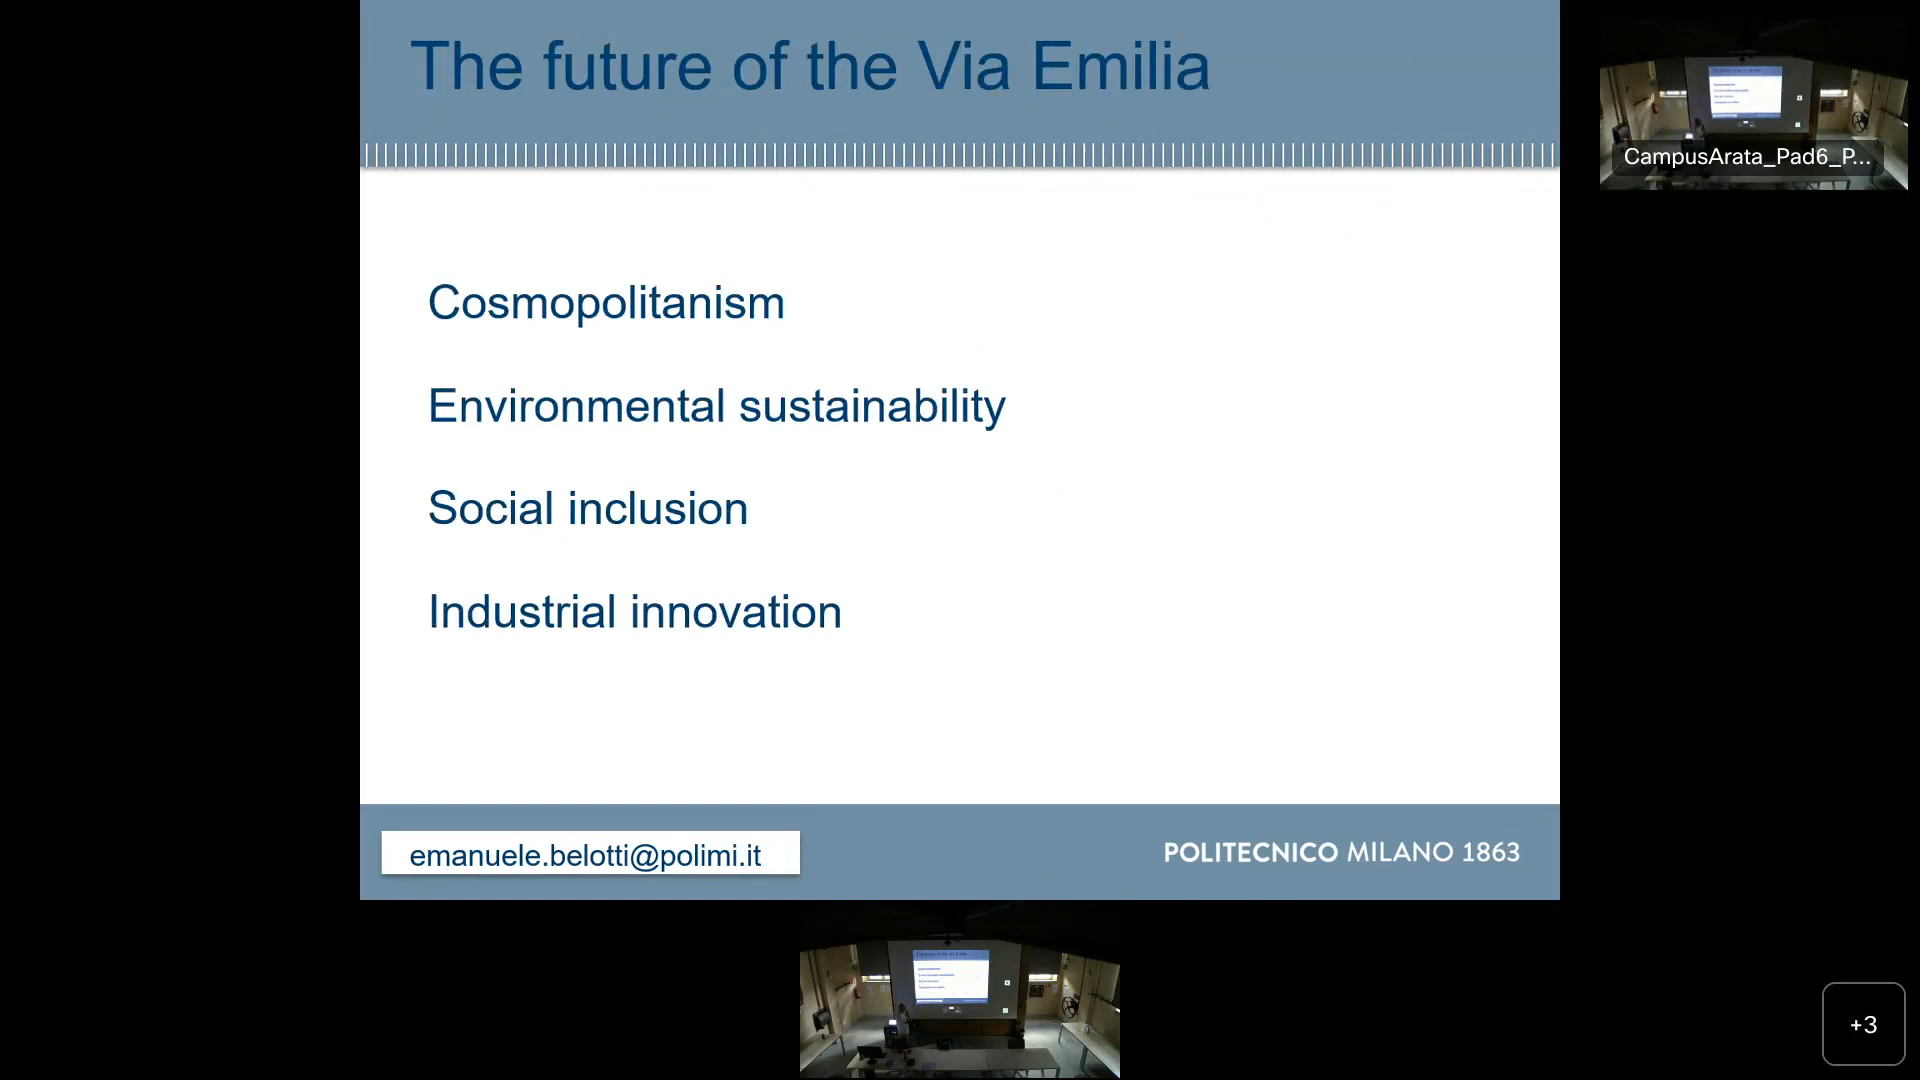 The future of the Via Emilia
CampusArata_Pad6_P...
Cosmopolitanism
Environmental sustainability
Social inclusion
Industrial innovation
emanuele.belotti@polimi.it
POLITECNICO MILANO 1863
+3